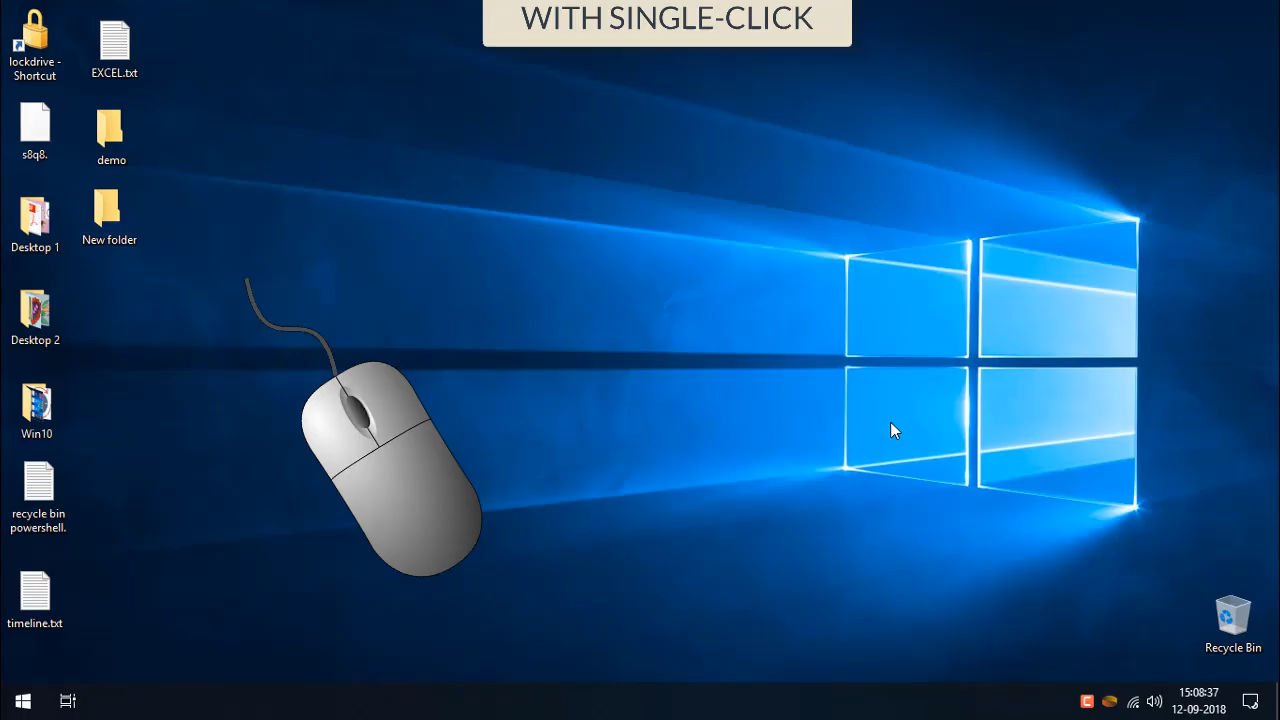 WITH SINGLE-CLICK
lockdrive -
Shortcut
EXCEL.txt
s8q8.
demo
Desktop 1
New folder
Desktop 2
Win10
recycle bin
powershell.
timeline.txt
Recycle Bin
15:08:37
12-09-2018